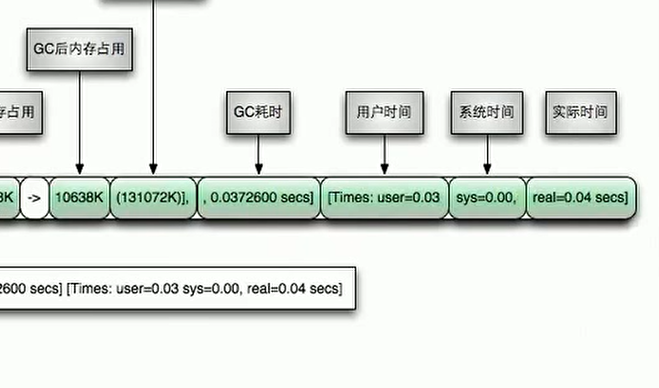 GC后内存占用
存占用
GC耗时
用户时间
系统时间
实际时间
8K -> 10638K (131072K)], , 0.0372600 secs] [Times: user=0.03 sys=0.00, real=0.04 secs]
2600 secs] [Times: user=0.03 sys=0.00, real=0.04 secs]